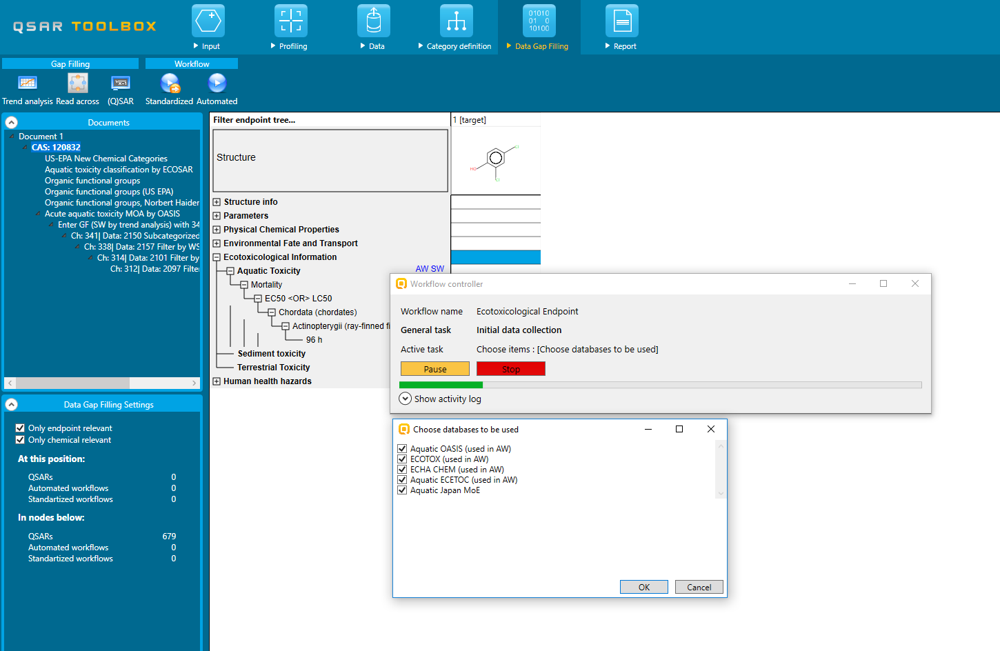 QSAR TOOLBOX
Input
Profiling
Data
Category definition
Data Gap Filling
Report
01010
01 0
10100
Gap Filling
Workflow
Trend analysis
Read across
(Q)SAR
Standardized
Automated
Documents
Document 1
CAS: 120832
US-EPA New Chemical Categories
Aquatic toxicity classification by ECOSAR
Organic functional groups
Organic functional groups (US EPA)
Organic functional groups, Norbert Haider
Acute aquatic toxicity MOA by OASIS
Enter GF (SW by trend analysis) with 34
Ch: 341| Data: 2150 Subcategorized
Ch: 338| Data: 2157 Filter by WS
Ch: 314| Data: 2101 Filter by
Ch: 312| Data: 2097 Filte
Data Gap Filling Settings
Only endpoint relevant
Only chemical relevant
At this position:
QSARs 0
Automated workflows 0
Standartized workflows 0
In nodes below:
QSARs 679
Automated workflows 0
Standartized workflows 0
Filter endpoint tree...
1 [target]
Structure
HO
Cl
Cl
Structure info
Parameters
Physical Chemical Properties
Environmental Fate and Transport
Ecotoxicological Information
Aquatic Toxicity AW SW
Mortality
EC50 <OR> LC50
Chordata (chordates)
Actinopterygii (ray-finned fi
96 h
Sediment toxicity
Terrestrial Toxicity
Human health hazards
Workflow controller
Workflow name Ecotoxicological Endpoint
General task Initial data collection
Active task Choose items : [Choose databases to be used]
Pause
Stop
Show activity log
Choose databases to be used
Aquatic OASIS (used in AW)
ECOTOX (used in AW)
ECHA CHEM (used in AW)
Aquatic ECETOC (used in AW)
Aquatic Japan MoE
OK
Cancel